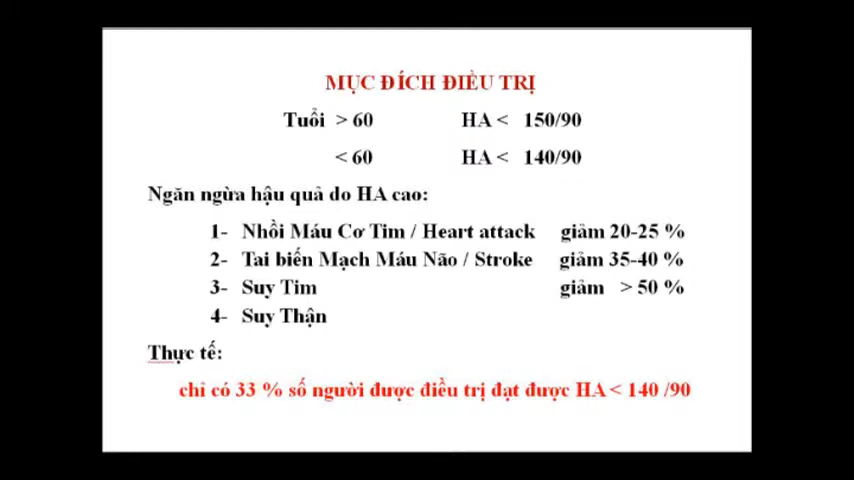 MỤC ĐÍCH ĐIỀU TRỊ
Tuổi > 60 HA < 150/90
< 60 HA < 140/90
Ngăn ngừa hậu quả do HA cao:
1- Nhồi Máu Cơ Tim / Heart attack giảm 20-25 %
2- Tai biến Mạch Máu Não / Stroke giảm 35-40 %
3- Suy Tim giảm > 50 %
4- Suy Thận
Thực tế:
chỉ có 33 % số người được điều trị đạt được HA < 140 /90